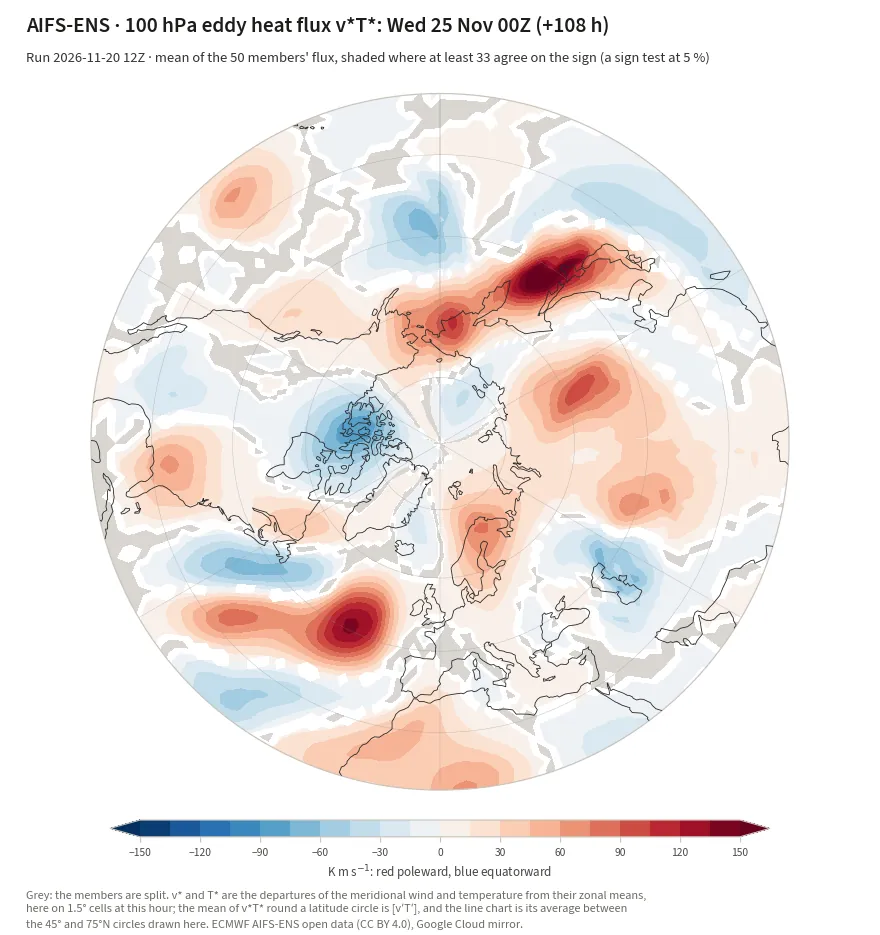 AIFS-ENS · 100 hPa eddy heat flux v*T*: Wed 25 Nov 00Z (+108 h)
Run 2026-11-20 12Z · mean of the 50 members' flux, shaded where at least 33 agree on the sign (a sign test at 5 %)
−150 −120 −90 −60 −30 0 30 60 90 120 150
K m s⁻¹: red poleward, blue equatorward
Grey: the members are split. v* and T* are the departures of the meridional wind and temperature from their zonal means,
here on 1.5° cells at this hour; the mean of v*T* round a latitude circle is [v′T′], and the line chart is its average between
the 45° and 75°N circles drawn here. ECMWF AIFS-ENS open data (CC BY 4.0), Google Cloud mirror.